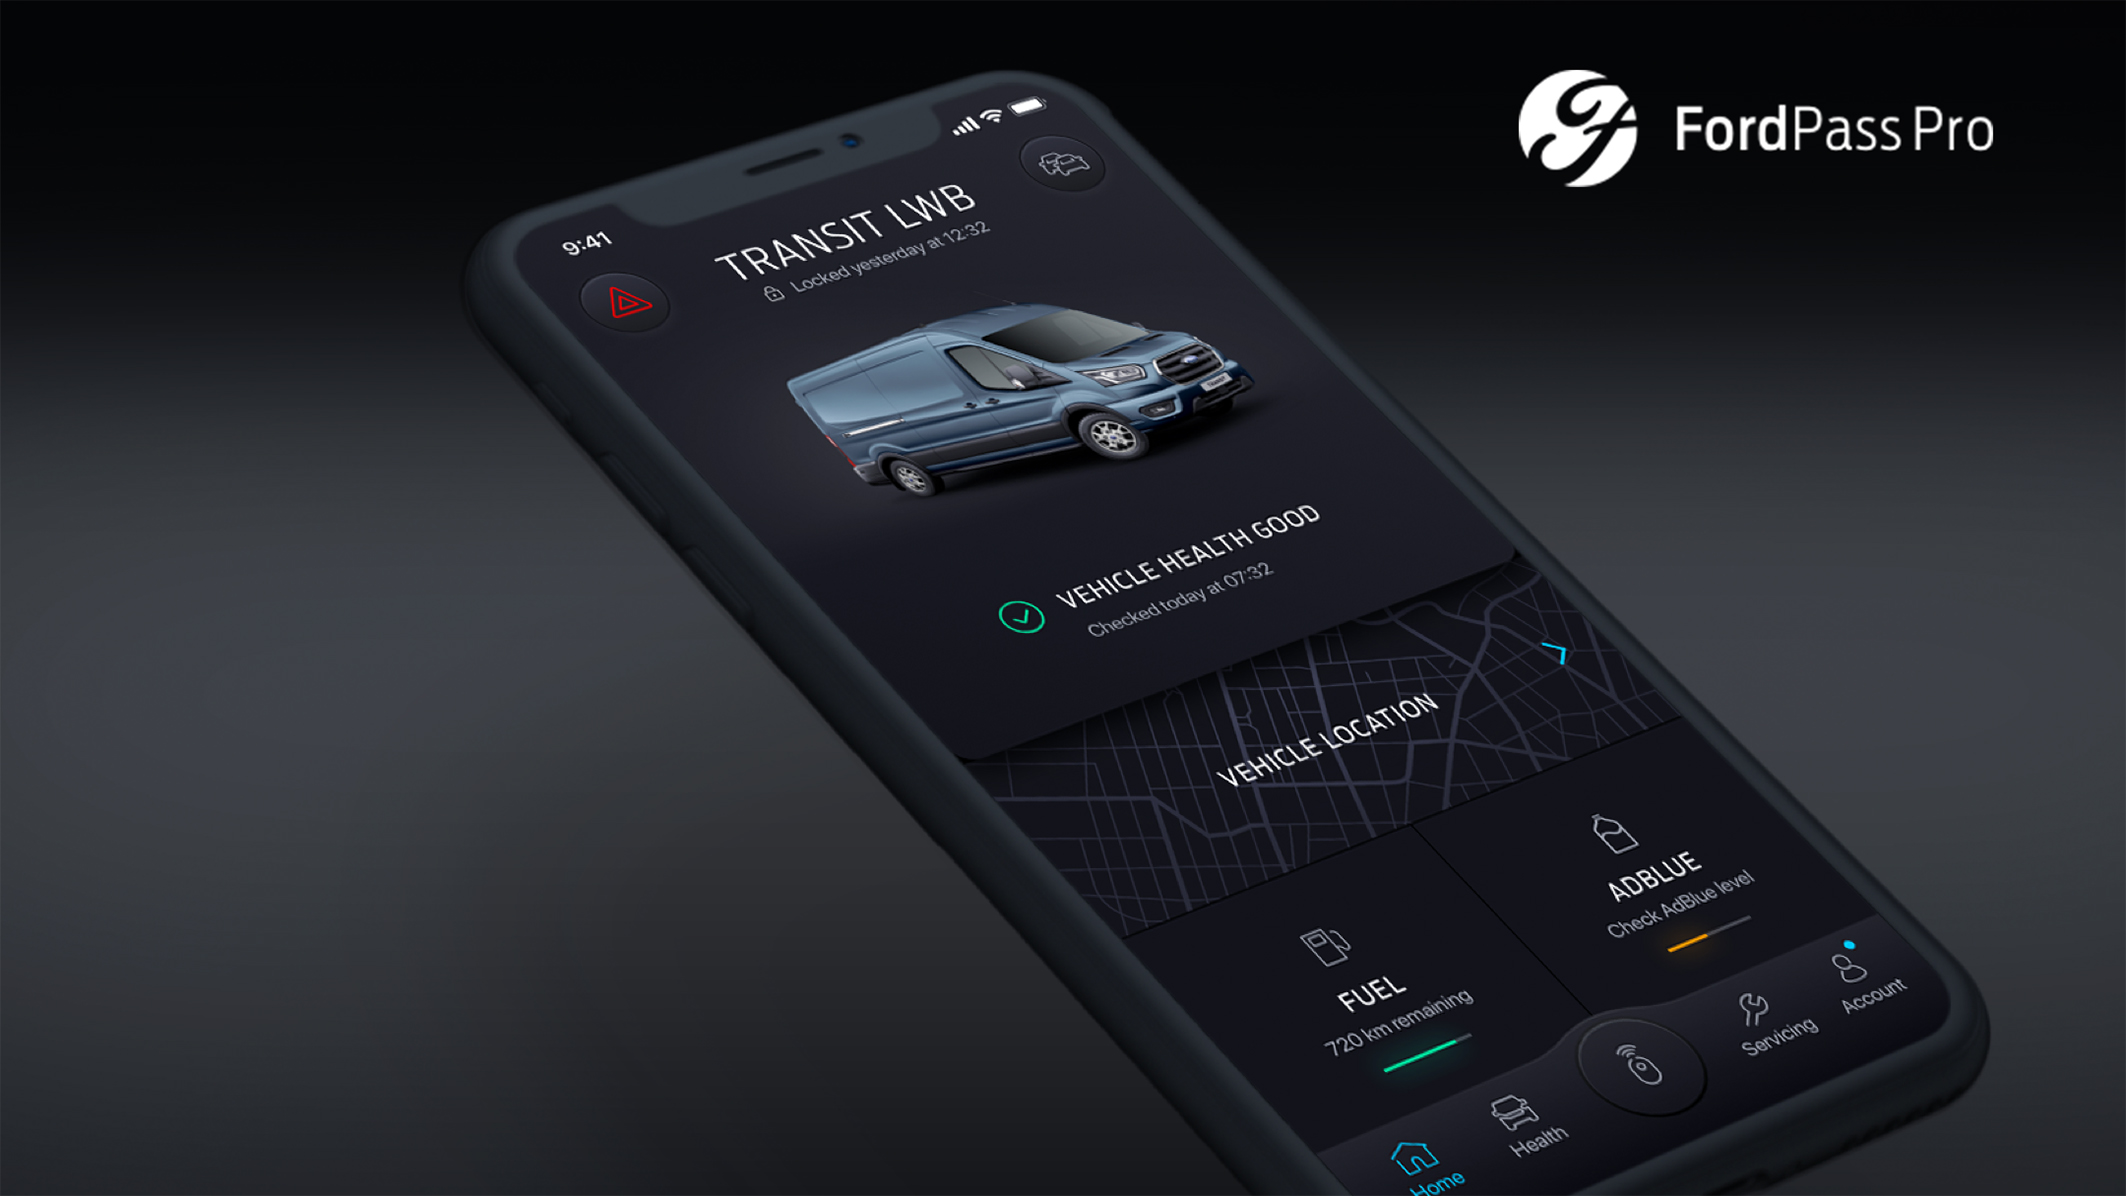 FordPass Pro
9:41
TRANSIT LWB
Locked yesterday at 12:32
VEHICLE HEALTH GOOD
Checked today at 07:32
VEHICLE LOCATION
ADBLUE
Check AdBlue level
FUEL
720 km remaining
Home
Health
Servicing
Account